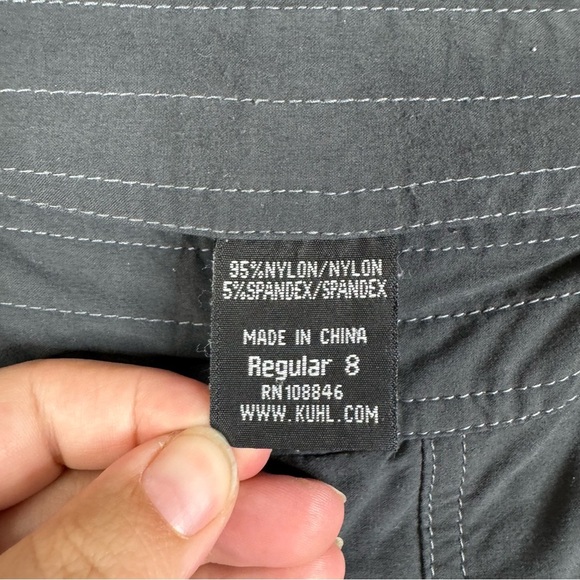 95%NYLON/NYLON
5%SPANDEX/SPANDEX
MADE IN CHINA
Regular 8
RN108846
WWW.KUHL.COM